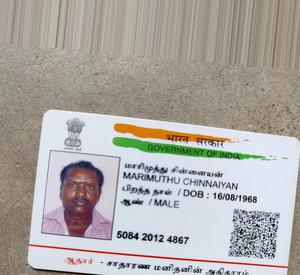 भारत सरकार
GOVERNMENT OF INDIA
மாரிமுத்து சின்னையன்
MARIMUTHU CHINNAIYAN
பிறந்த நாள் / DOB : 16/08/1968
ஆண் / MALE
5084 2012 4867
ஆதார் - சாதாரண மனிதனின் அதிகாரம்